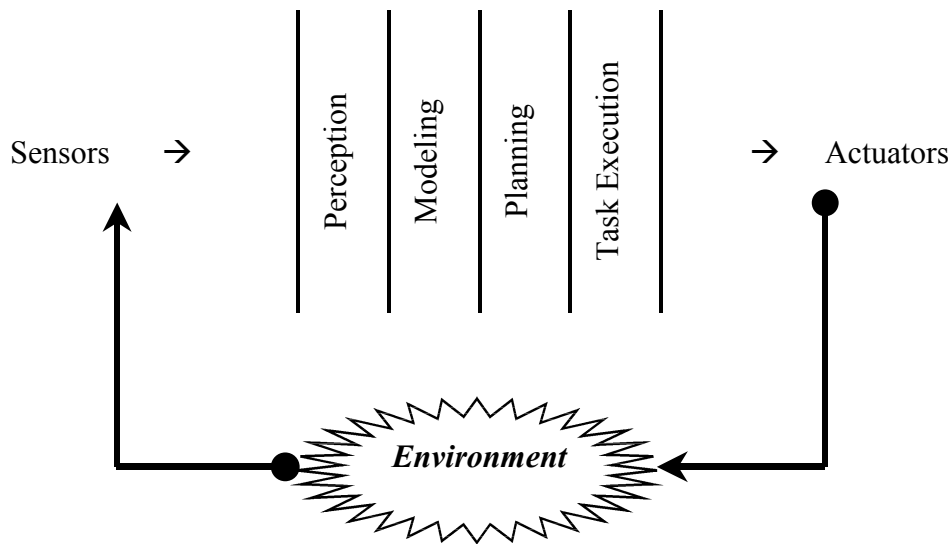 Sensors → Perception Modeling Planning Task Execution → Actuators
Environment